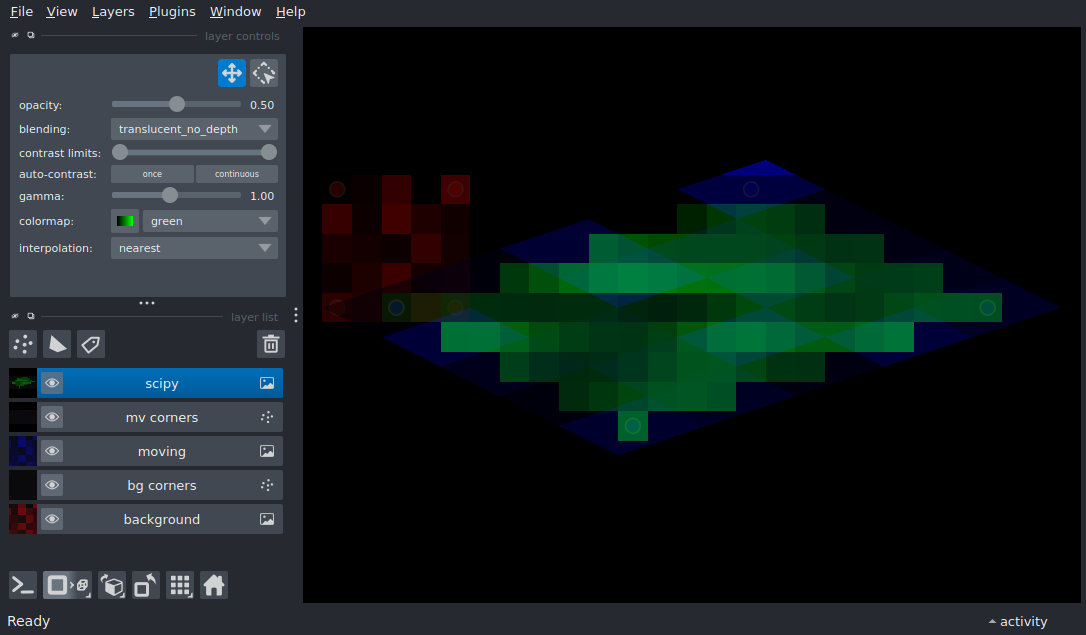 File View Layers Plugins Window Help
layer controls
opacity: 0.50
blending: translucent_no_depth
contrast limits:
auto-contrast: once continuous
gamma: 1.00
colormap: green
interpolation: nearest
layer list
scipy
mv corners
moving
bg corners
background
Ready
activity